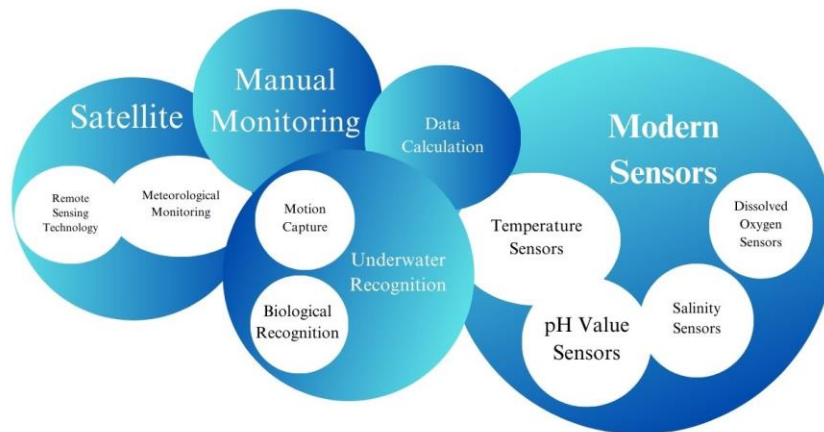 Satellite
Remote
Sensing
Technology
Meteorological
Monitoring
Manual
Monitoring
Data
Calculation
Motion
Capture
Underwater
Recognition
Biological
Recognition
Modern
Sensors
Temperature
Sensors
Dissolved
Oxygen
Sensors
pH Value
Sensors
Salinity
Sensors